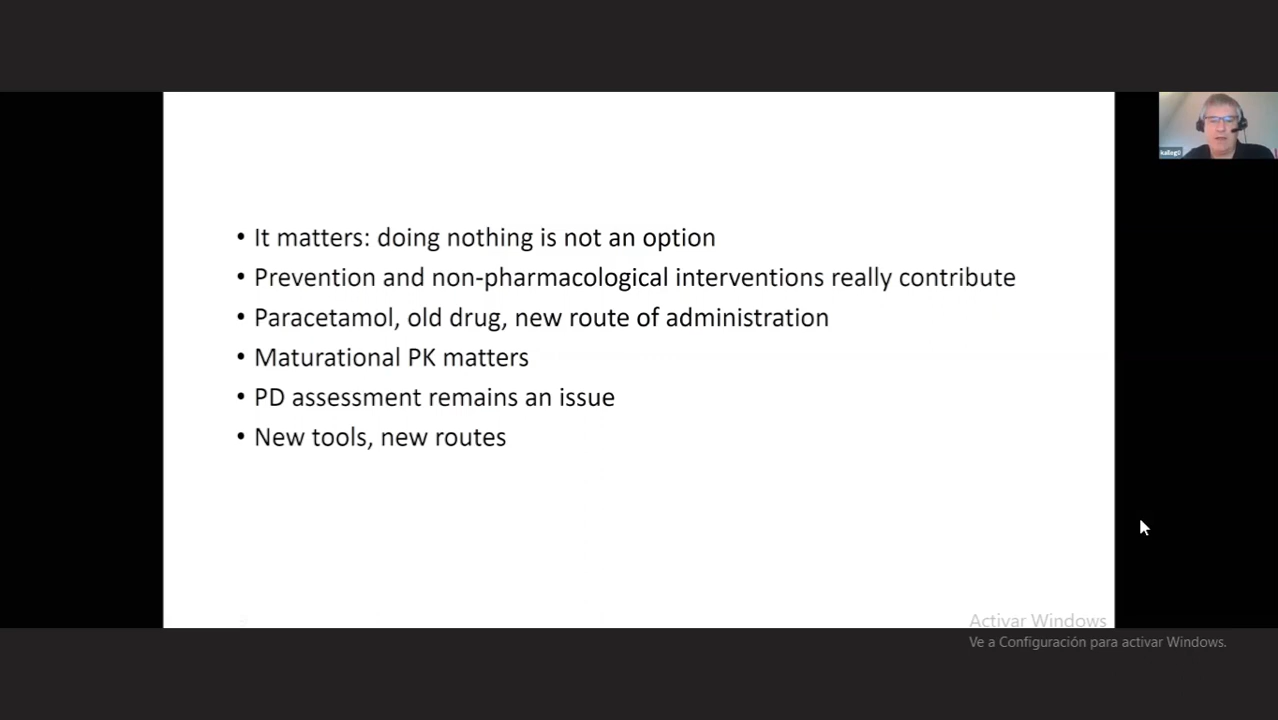 • It matters: doing nothing is not an option
• Prevention and non-pharmacological interventions really contribute
• Paracetamol, old drug, new route of administration
• Maturational PK matters
• PD assessment remains an issue
• New tools, new routes
Activar Windows
Ve a Configuración para activar Windows.